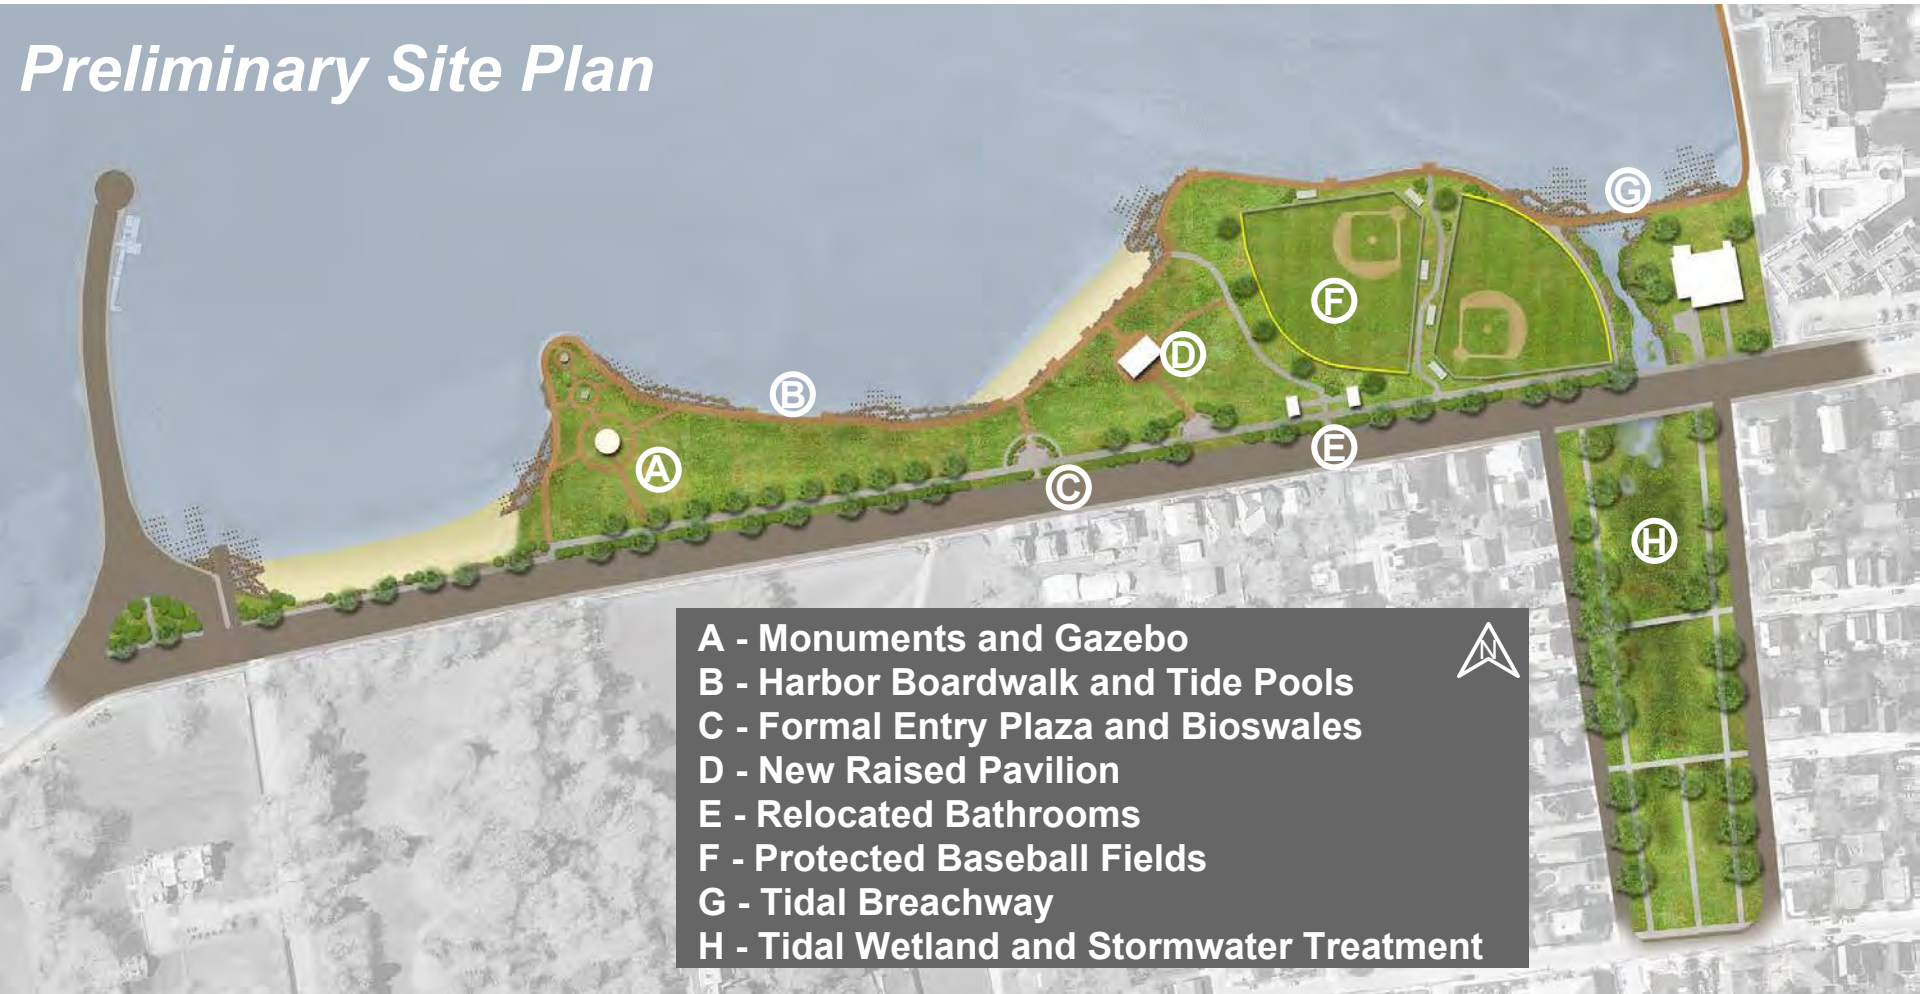 Preliminary Site Plan
G
F
D
B
E
A
C
H
A - Monuments and Gazebo
N
B - Harbor Boardwalk and Tide Pools
C - Formal Entry Plaza and Bioswales
D - New Raised Pavilion
E - Relocated Bathrooms
F - Protected Baseball Fields
G - Tidal Breachway
H - Tidal Wetland and Stormwater Treatment